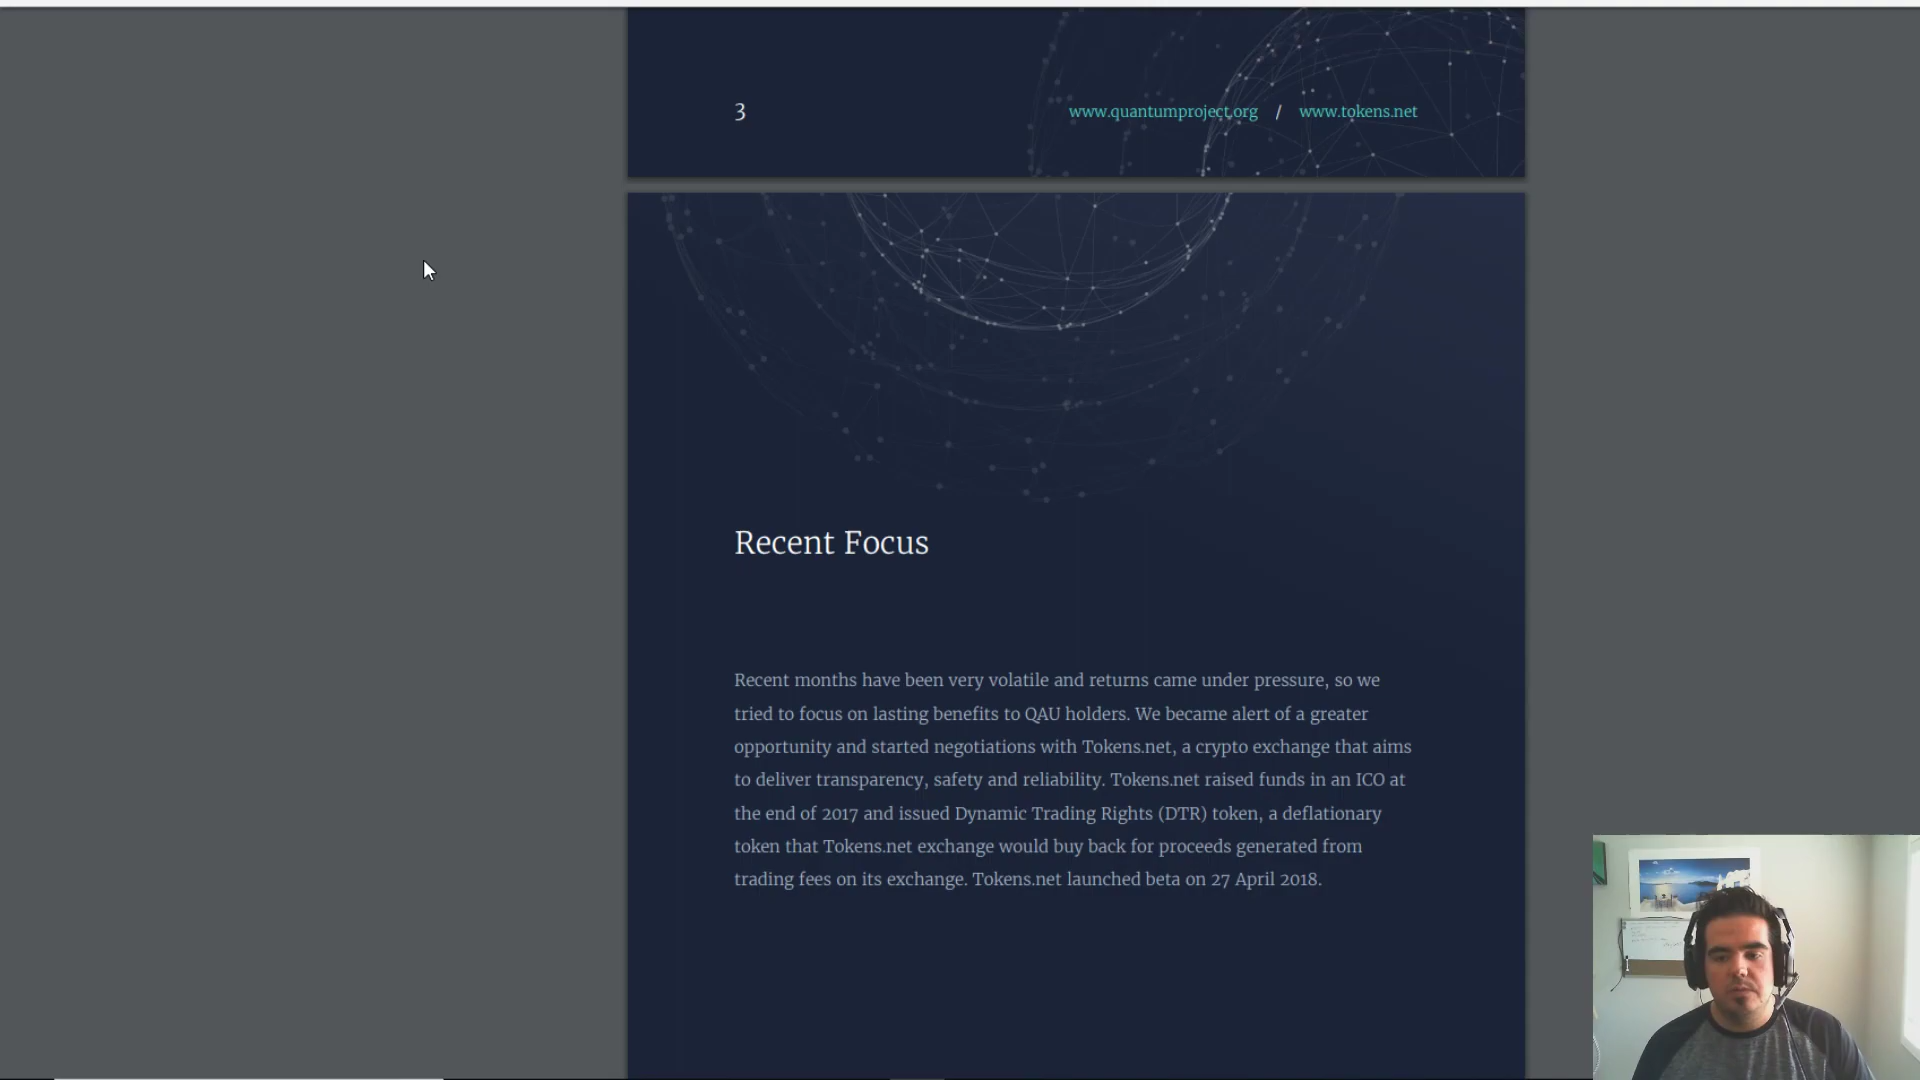 3
www.quantumproject.org / www.tokens.net
Recent Focus
Recent months have been very volatile and returns came under pressure, so we
tried to focus on lasting benefits to QAU holders. We became alert of a greater
opportunity and started negotiations with Tokens.net, a crypto exchange that aims
to deliver transparency, safety and reliability. Tokens.net raised funds in an ICO at
the end of 2017 and issued Dynamic Trading Rights (DTR) token, a deflationary
token that Tokens.net exchange would buy back for proceeds generated from
trading fees on its exchange. Tokens.net launched beta on 27 April 2018.